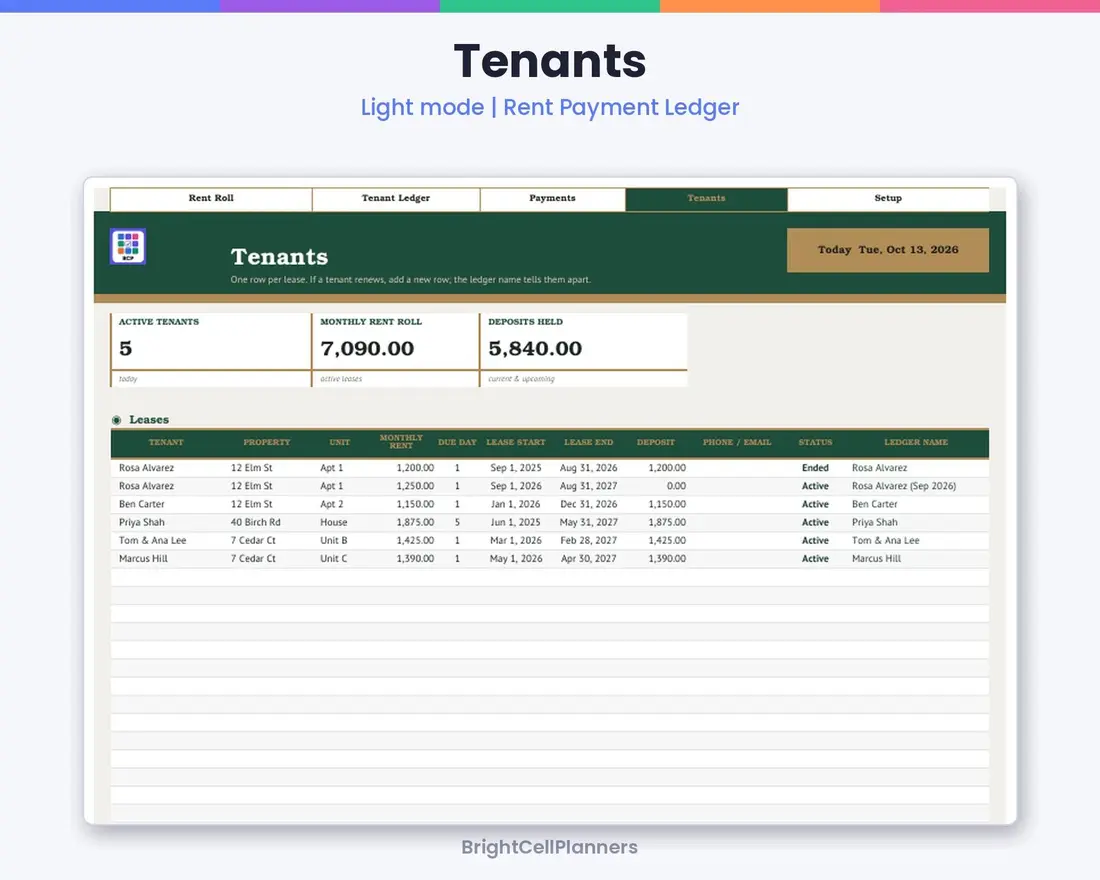 Tenants
Light mode | Rent Payment Ledger
Rent Roll Tenant Ledger Payments Tenants Setup
BCP
Tenants
One row per lease. If a tenant renews, add a new row; the ledger name tells them apart.
Today Tue, Oct 13, 2026
ACTIVE TENANTS MONTHLY RENT ROLL DEPOSITS HELD
5 7,090.00 5,840.00
today active leases current & upcoming
Leases
TENANT PROPERTY UNIT MONTHLY RENT DUE DAY LEASE START LEASE END DEPOSIT PHONE / EMAIL STATUS LEDGER NAME
Rosa Alvarez 12 Elm St Apt 1 1,200.00 1 Sep 1, 2025 Aug 31, 2026 1,200.00 Ended Rosa Alvarez
Rosa Alvarez 12 Elm St Apt 1 1,250.00 1 Sep 1, 2026 Aug 31, 2027 0.00 Active Rosa Alvarez (Sep 2026)
Ben Carter 12 Elm St Apt 2 1,150.00 1 Jan 1, 2026 Dec 31, 2026 1,150.00 Active Ben Carter
Priya Shah 40 Birch Rd House 1,875.00 5 Jun 1, 2025 May 31, 2027 1,875.00 Active Priya Shah
Tom & Ana Lee 7 Cedar Ct Unit B 1,425.00 1 Mar 1, 2026 Feb 28, 2027 1,425.00 Active Tom & Ana Lee
Marcus Hill 7 Cedar Ct Unit C 1,390.00 1 May 1, 2026 Apr 30, 2027 1,390.00 Active Marcus Hill
BrightCellPlanners